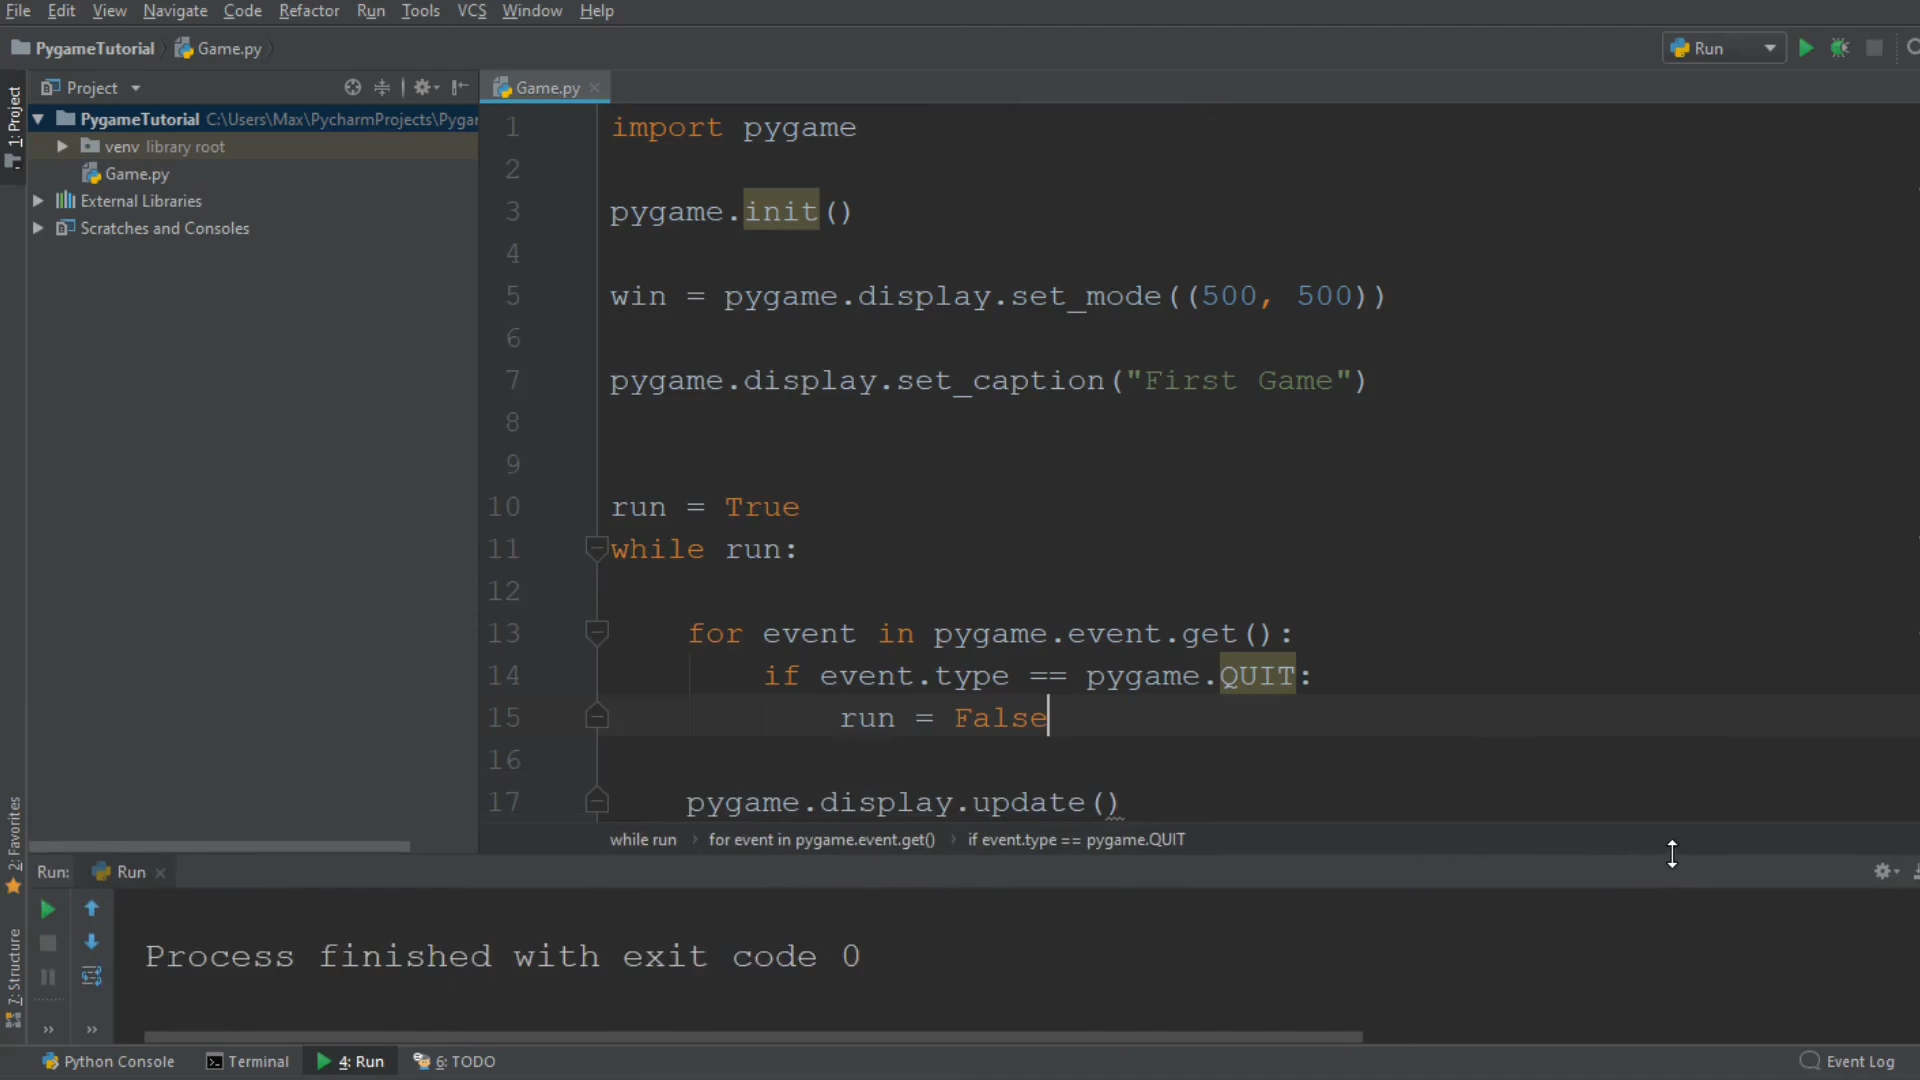 File Edit View Navigate Code Refactor Run Tools VCS Window Help
PygameTutorial Game.py
Run
1: Project
Project
Game.py
PygameTutorial C:\Users\Max\PycharmProjects\Pygar
venv library root
Game.py
External Libraries
Scratches and Consoles
1 import pygame
2
3 pygame.init()
4
5 win = pygame.display.set_mode((500, 500))
6
7 pygame.display.set_caption("First Game")
8
9
10 run = True
11 while run:
12
13 for event in pygame.event.get():
14 if event.type == pygame.QUIT:
15 run = False
16
17 pygame.display.update()
while run for event in pygame.event.get() if event.type == pygame.QUIT
2: Favorites
Run: Run
7: Structure
Process finished with exit code 0
Python Console Terminal 4: Run 6: TODO Event Log